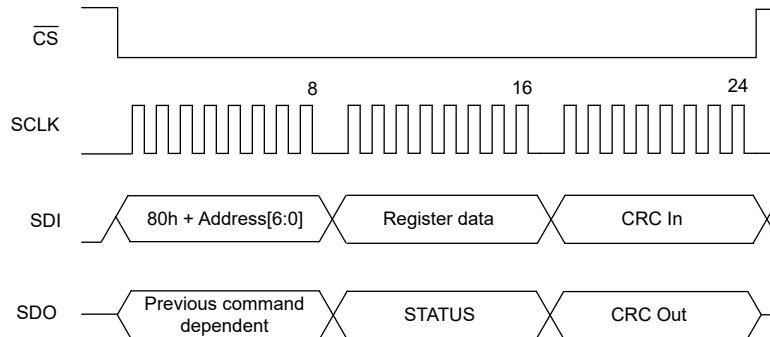 CS
8
16
24
SCLK
SDI
80h + Address[6:0]
Register data
CRC In
SDO
Previous command
dependent
STATUS
CRC Out